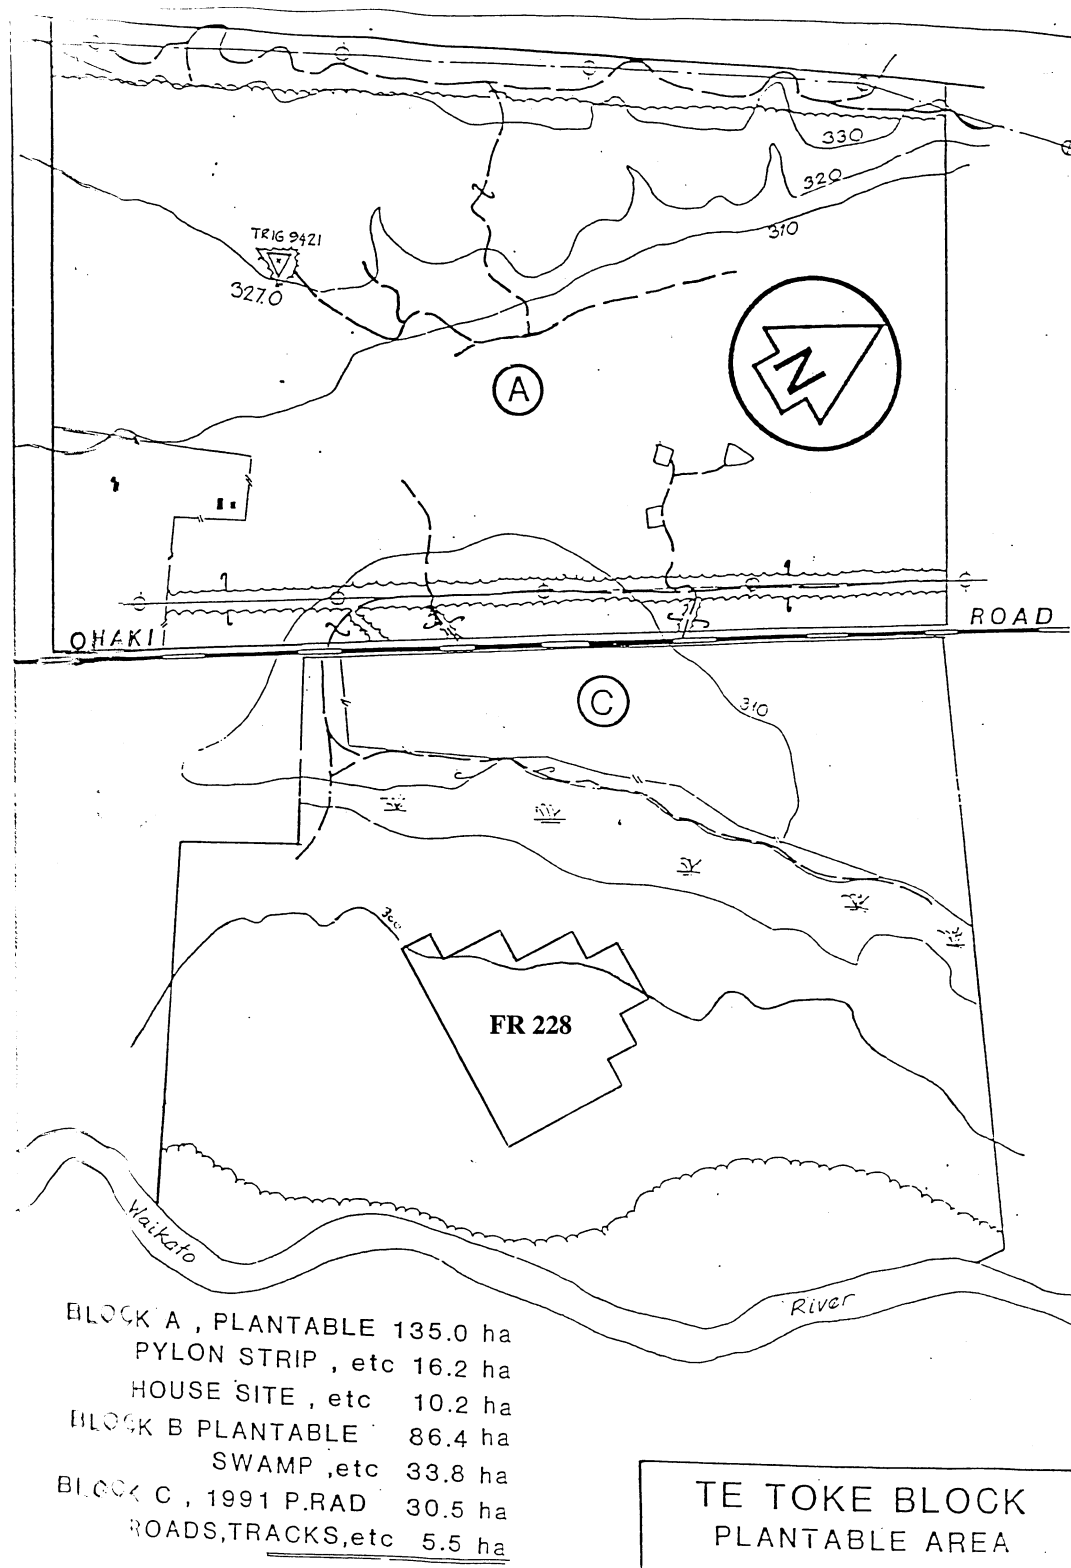 330
320
310
TRIG 9421
327.0
N
A
OHAKI ROAD
C
310
300
FR 228
Waikato River
BLOCK A , PLANTABLE 135.0 ha
PYLON STRIP , etc 16.2 ha
HOUSE SITE , etc 10.2 ha
BLOCK B PLANTABLE 86.4 ha
SWAMP ,etc 33.8 ha
BLOCK C , 1991 P.RAD 30.5 ha
ROADS,TRACKS,etc 5.5 ha
TE TOKE BLOCK
PLANTABLE AREA